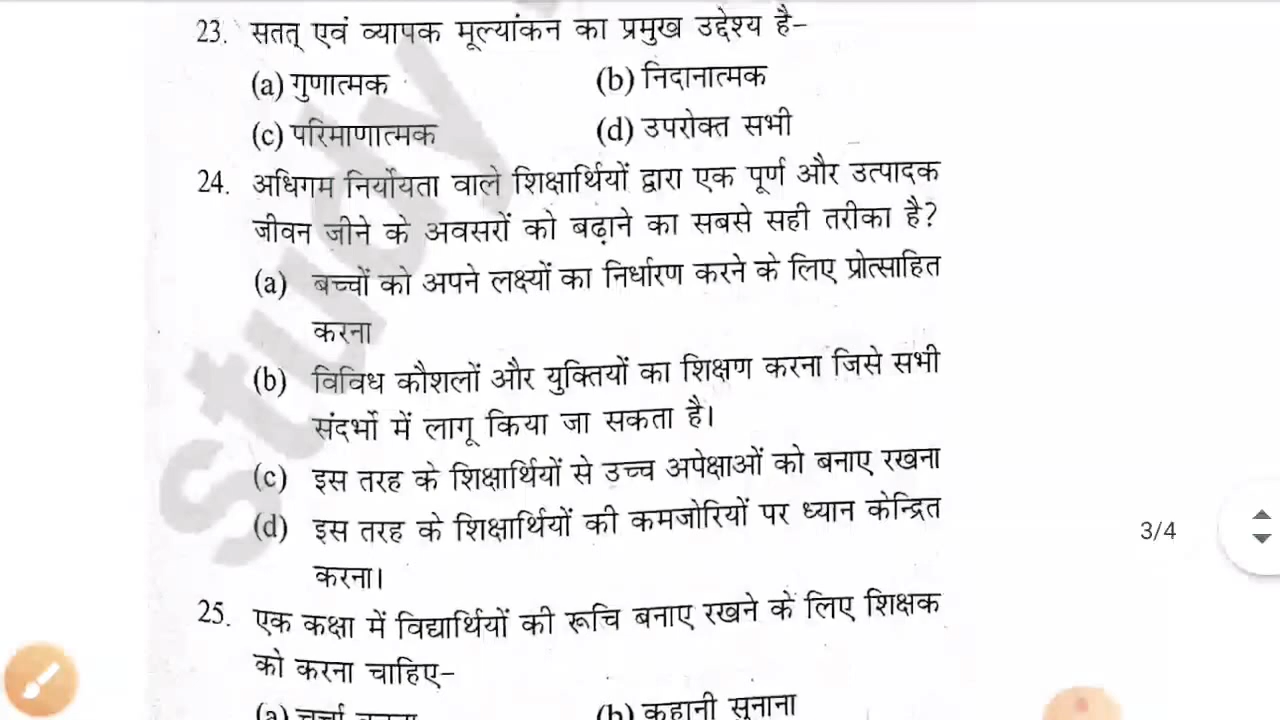 23. सतत् एवं व्यापक मूल्यांकन का प्रमुख उद्देश्य है–
(a) गुणात्मक (b) निदानात्मक
(c) परिमाणात्मक (d) उपरोक्त सभी
24. अधिगम निर्योयता वाले शिक्षार्थियों द्वारा एक पूर्ण और उत्पादक
जीवन जीने के अवसरों को बढ़ाने का सबसे सही तरीका है?
(a) बच्चों को अपने लक्ष्यों का निर्धारण करने के लिए प्रोत्साहित
करना
(b) विविध कौशलों और युक्तियों का शिक्षण करना जिसे सभी
संदर्भो में लागू किया जा सकता है।
(c) इस तरह के शिक्षार्थियों से उच्च अपेक्षाओं को बनाए रखना
(d) इस तरह के शिक्षार्थियों की कमजोरियों पर ध्यान केन्द्रित
करना।
25. एक कक्षा में विद्यार्थियों की रूचि बनाए रखने के लिए शिक्षक
को करना चाहिए–
(a) चर्चा (b) कहानी सुनाना
3/4
study